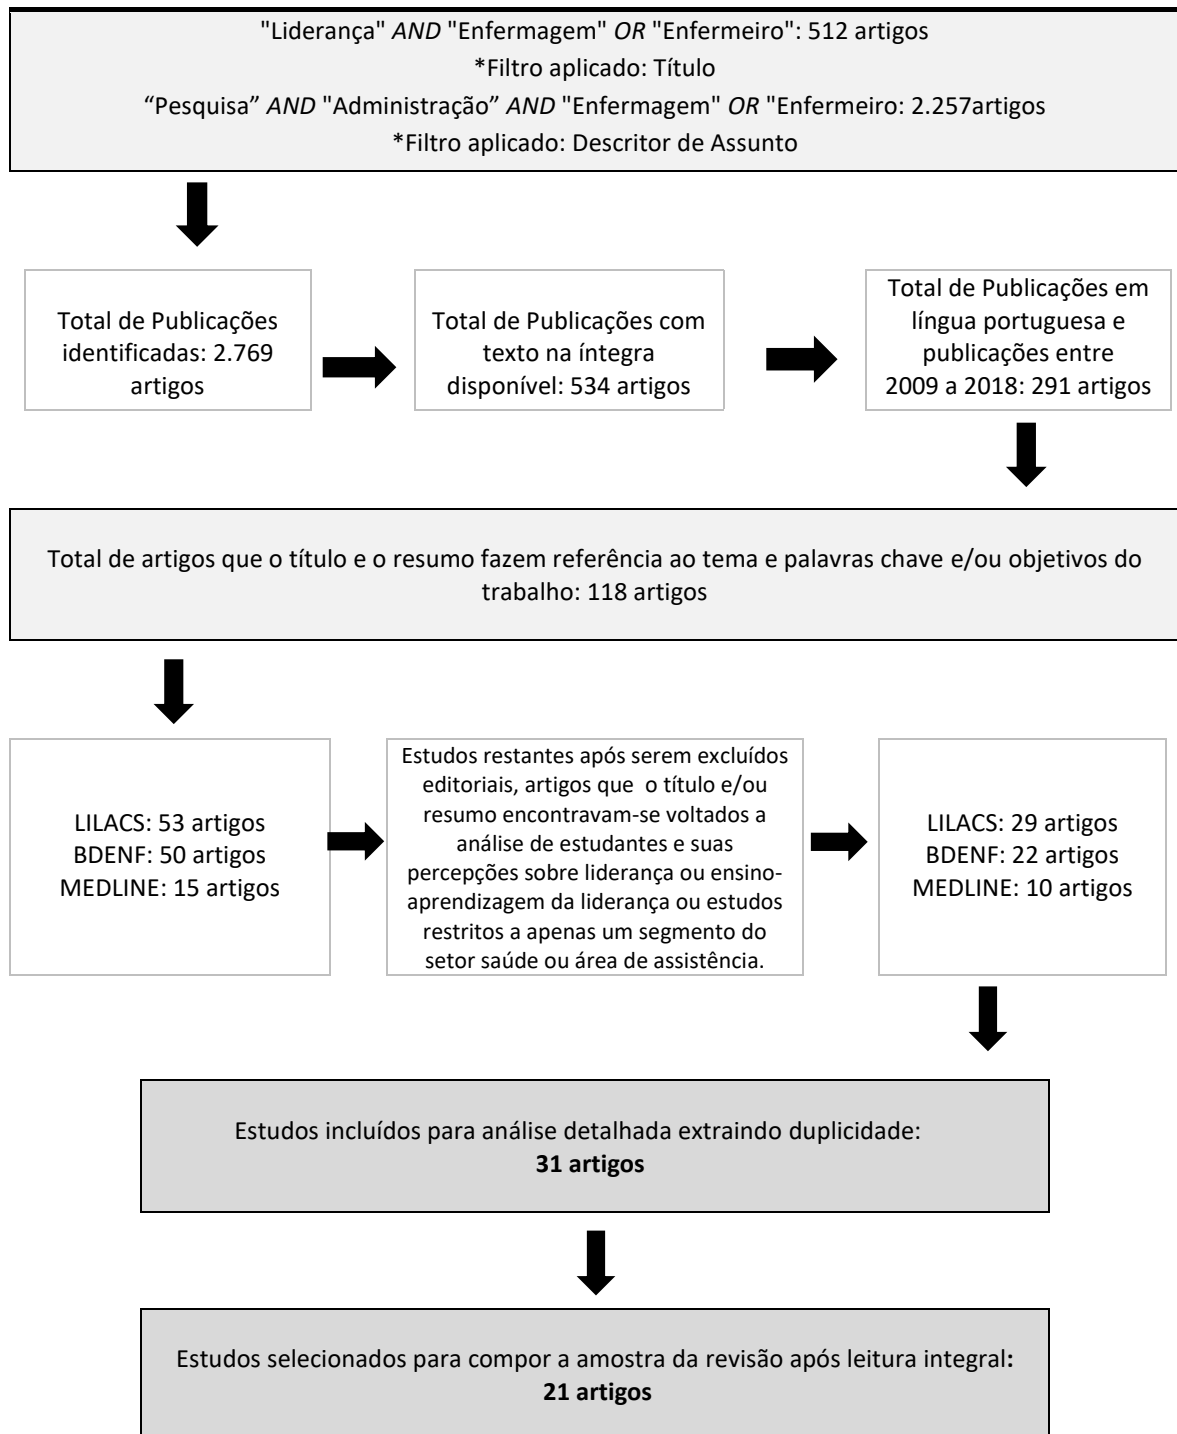 "Liderança" AND "Enfermagem" OR "Enfermeiro": 512 artigos
*Filtro aplicado: Título
“Pesquisa” AND "Administração” AND "Enfermagem" OR "Enfermeiro: 2.257artigos
*Filtro aplicado: Descritor de Assunto
Total de Publicações
identificadas: 2.769
artigos
Total de Publicações com
texto na íntegra
disponível: 534 artigos
Total de Publicações em
língua portuguesa e
publicações entre
2009 a 2018: 291 artigos
Total de artigos que o título e o resumo fazem referência ao tema e palavras chave e/ou objetivos do
trabalho: 118 artigos
LILACS: 53 artigos
BDENF: 50 artigos
MEDLINE: 15 artigos
Estudos restantes após serem excluídos
editoriais, artigos que o título e/ou
resumo encontravam-se voltados a
análise de estudantes e suas
percepções sobre liderança ou ensino-
aprendizagem da liderança ou estudos
restritos a apenas um segmento do
setor saúde ou área de assistência.
LILACS: 29 artigos
BDENF: 22 artigos
MEDLINE: 10 artigos
Estudos incluídos para análise detalhada extraindo duplicidade:
31 artigos
Estudos selecionados para compor a amostra da revisão após leitura integral:
21 artigos